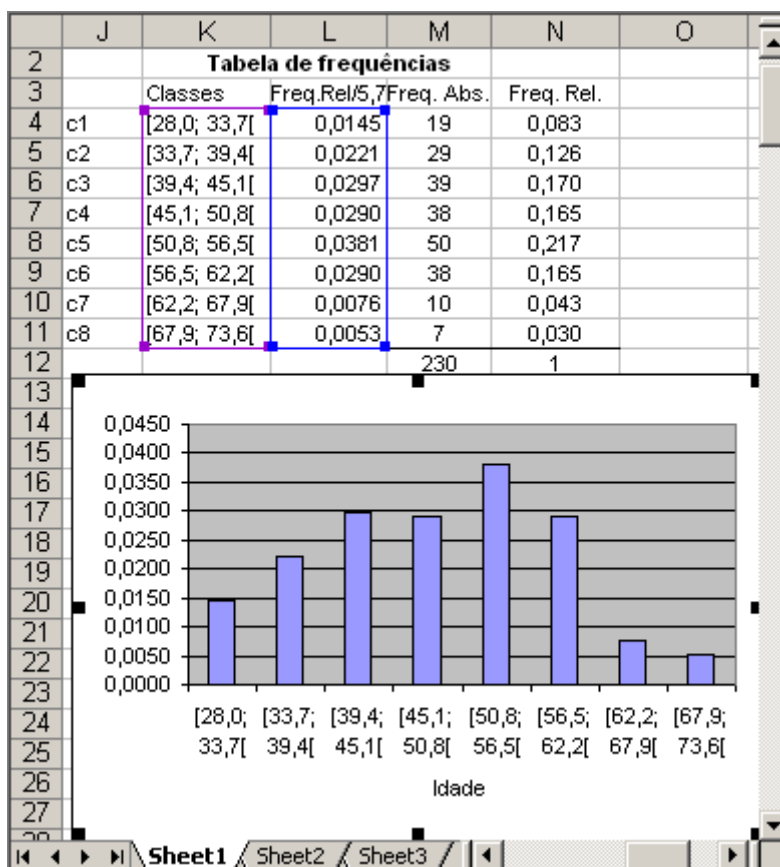 J K L M N O
2 Tabela de frequências
3 Classes Freq.Rel/5,7 Freq. Abs. Freq. Rel.
4 c1 [28,0; 33,7[ 0,0145 19 0,083
5 c2 [33,7; 39,4[ 0,0221 29 0,126
6 c3 [39,4; 45,1[ 0,0297 39 0,170
7 c4 [45,1; 50,8[ 0,0290 38 0,165
8 c5 [50,8; 56,5[ 0,0381 50 0,217
9 c6 [56,5; 62,2[ 0,0290 38 0,165
10 c7 [62,2; 67,9[ 0,0076 10 0,043
11 c8 [67,9; 73,6[ 0,0053 7 0,030
12 230 1
13
14 0,0450
15 0,0400
16 0,0350
17 0,0300
18 0,0250
19 0,0200
20 0,0150
21 0,0100
22 0,0050
23 0,0000
24 [28,0; [33,7; [39,4; [45,1; [50,8; [56,5; [62,2; [67,9;
25 33,7[ 39,4[ 45,1[ 50,8[ 56,5[ 62,2[ 67,9[ 73,6[
26 Idade
27
Sheet1 Sheet2 Sheet3